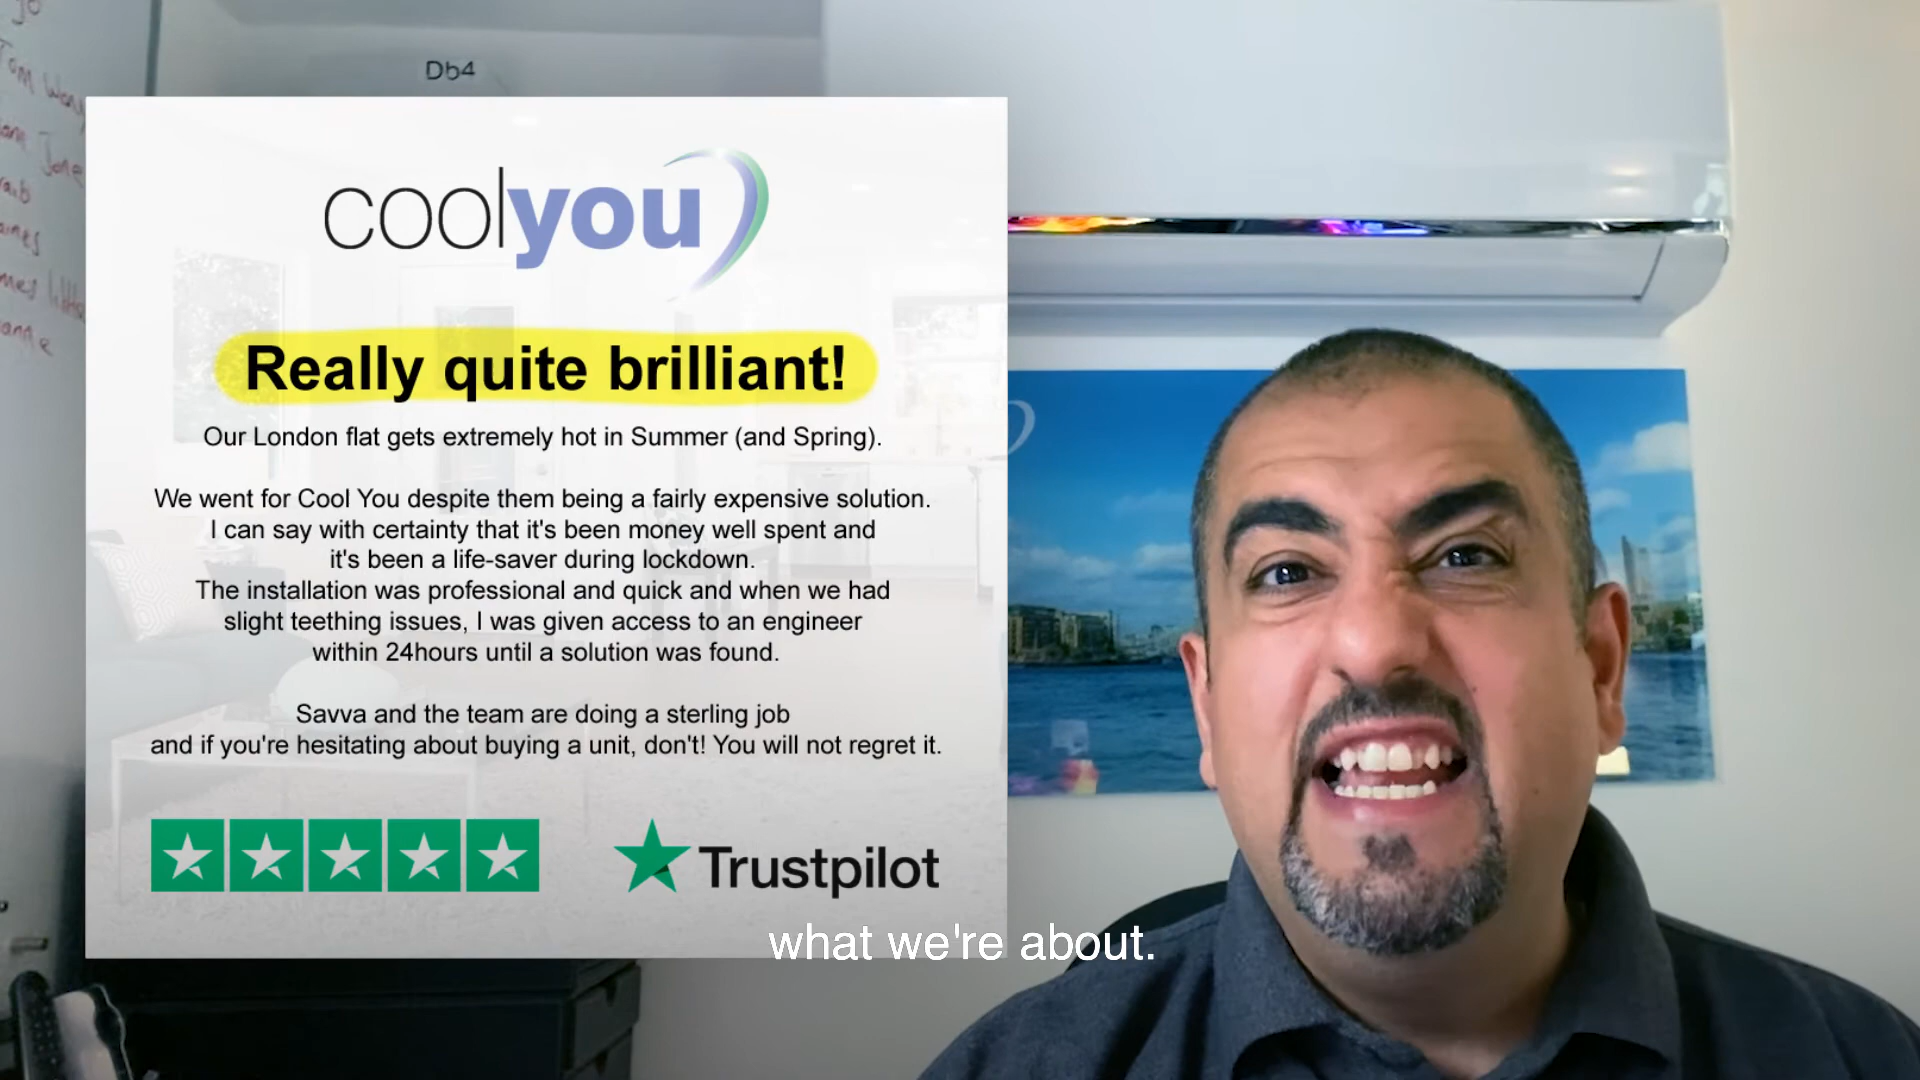 Db4
coolyou
Really quite brilliant!
Our London flat gets extremely hot in Summer (and Spring).
We went for Cool You despite them being a fairly expensive solution.
I can say with certainty that it's been money well spent and
it's been a life-saver during lockdown.
The installation was professional and quick and when we had
slight teething issues, I was given access to an engineer
within 24hours until a solution was found.
Savva and the team are doing a sterling job
and if you're hesitating about buying a unit, don't! You will not regret it.
Trustpilot
what we're about.